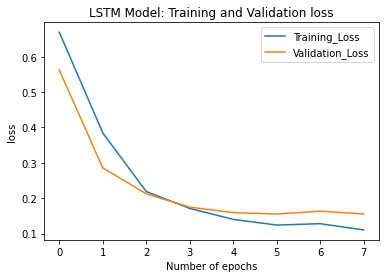 LSTM Model: Training and Validation loss
Training_Loss
Validation_Loss
loss
0.6
0.5
0.4
0.3
0.2
0.1
0 1 2 3 4 5 6 7
Number of epochs